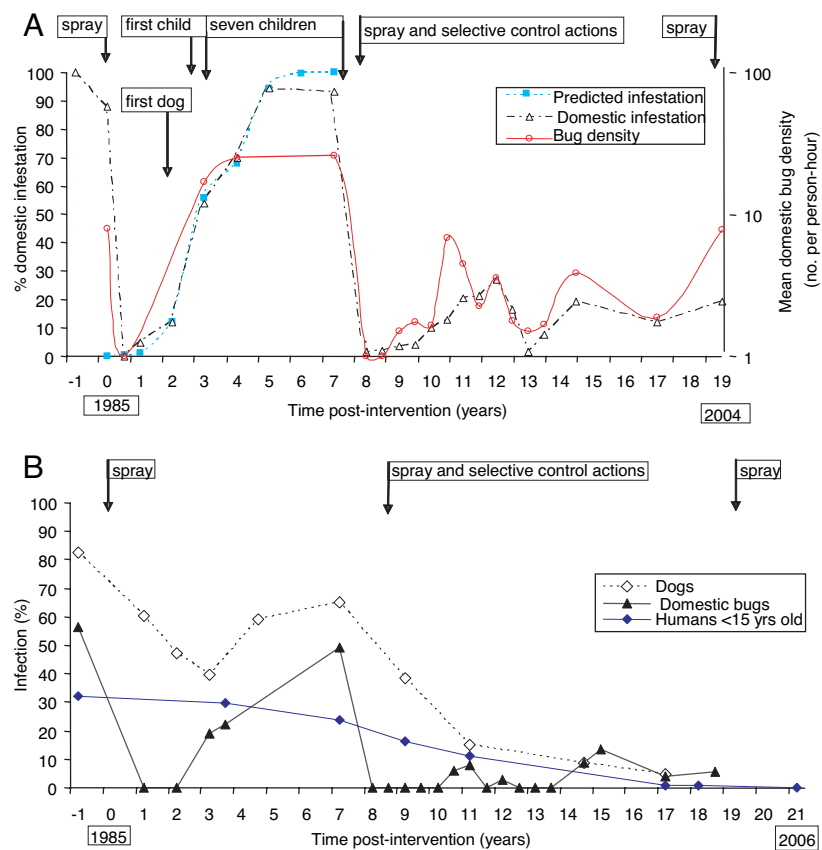 A
spray
first child
seven children
spray and selective control actions
spray
first dog
Predicted infestation
Domestic infestation
Bug density
100
90
80
70
60
50
40
30
20
10
0
% domestic infestation
100
10
1
Mean domestic bug density
(no. per person-hour)
-1 0 1 2 3 4 5 6 7 8 9 10 11 12 13 14 15 16 17 18 19
1985
Time post-intervention (years)
2004
B
spray
spray and selective control actions
spray
Dogs
Domestic bugs
Humans <15 yrs old
100
90
80
70
60
50
40
30
20
10
0
Infection (%)
-1 0 1 2 3 4 5 6 7 8 9 10 11 12 13 14 15 16 17 18 19 20 21
1985
Time post-intervention (years)
2006